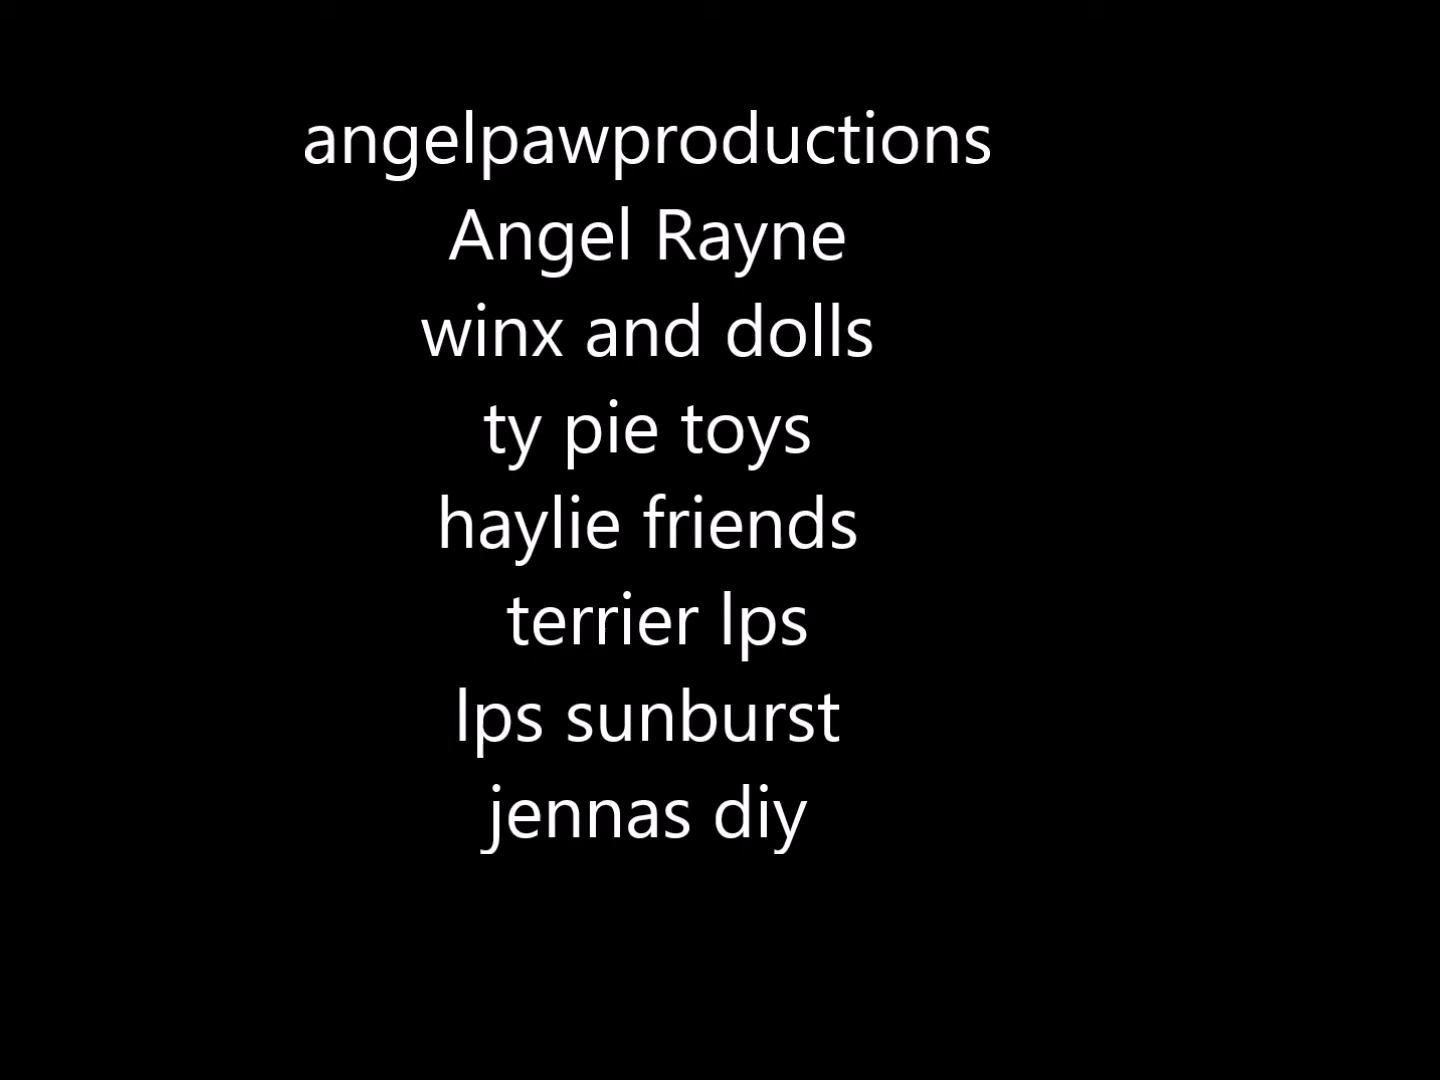 angelpawproductions
Angel Rayne
winx and dolls
ty pie toys
haylie friends
terrier lps
lps sunburst
jennas diy